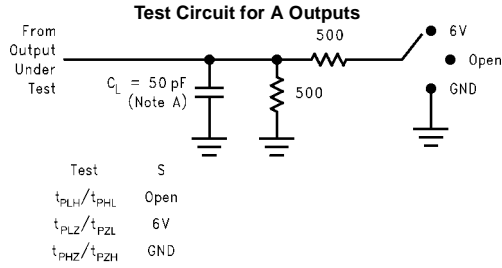 Test Circuit for A Outputs
From
Output
Under
Test
500
6V
Open
GND
C_L = 50 pF
(Note A)
500
Test S
t_PLH/t_PHL Open
t_PLZ/t_PZL 6V
t_PHZ/t_PZH GND